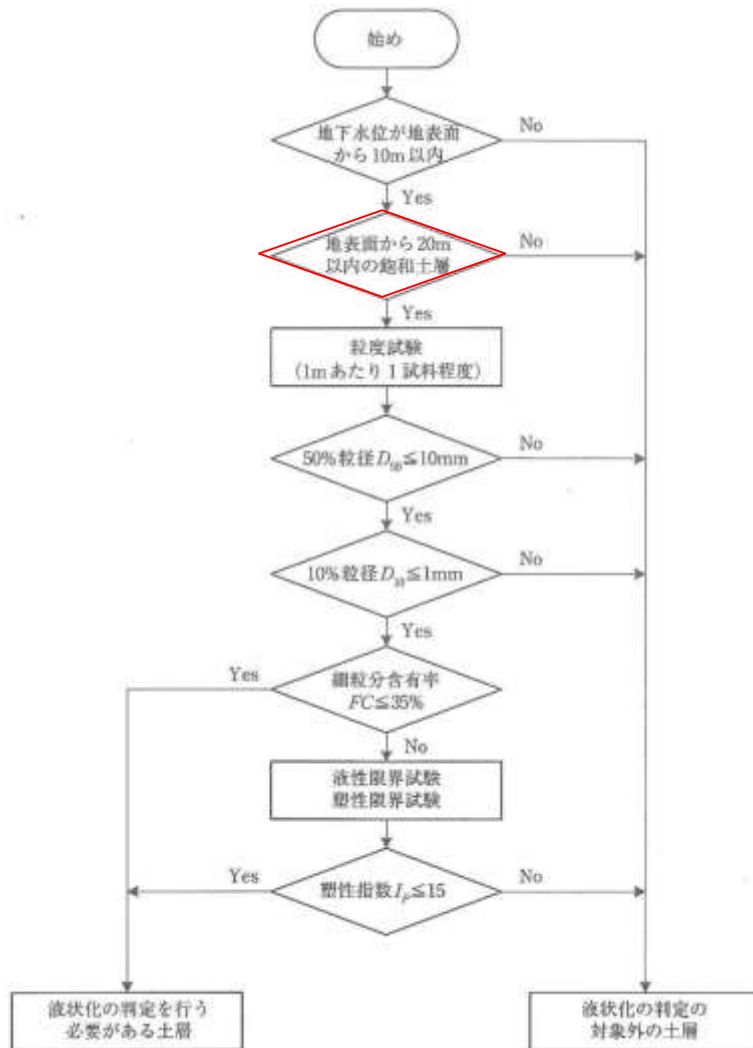 始め
地下水位が地表面
から10m以内
No
Yes
地表面から20m
以内の飽和土層
No
Yes
粒度試験
(1mあたり1試料程度)
50%粒径D50≦10mm
No
Yes
10%粒径D10≦1mm
No
Yes
細粒分含有率
FC≦35%
Yes
No
液性限界試験
塑性限界試験
塑性指数IP≦15
Yes
No
液状化の判定を行う
必要がある土層
液状化の判定の
対象外の土層